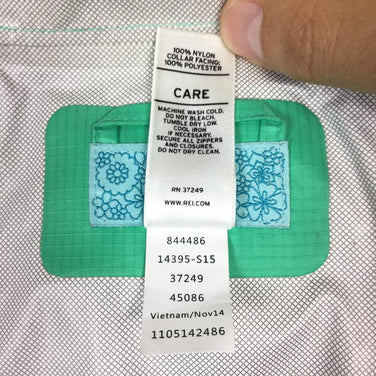 100% NYLON
COLLAR FACING:
100% POLYESTER
CARE
MACHINE WASH COLD.
DO NOT BLEACH.
TUMBLE DRY LOW.
COOL IRON
IF NECESSARY.
SECURE ALL ZIPPERS
AND CLOSURES.
DO NOT DRY CLEAN.
RN 37249
WWW.REI.COM
844486
14395-S15
37249
45086
Vietnam/Nov14
1105142486